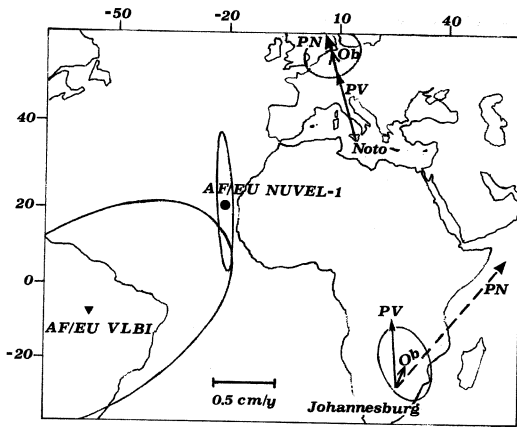 -50 -20 10 40
PN
Ob
PV
40
Noto
AF/EU NUVEL-1
20
0
PN
PV
AF/EU VLBI
Ob
-20
0.5 cm/y
Johannesburg